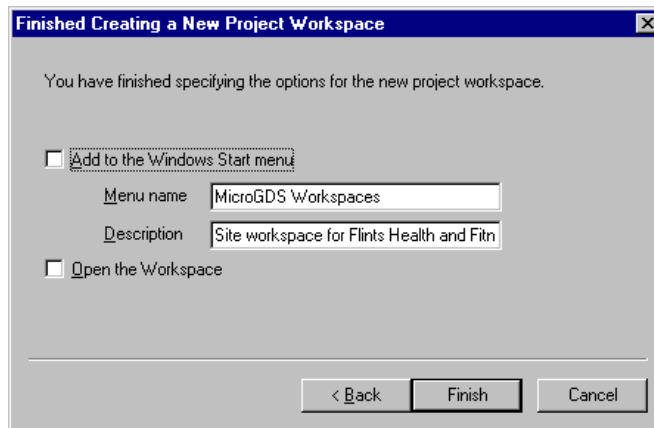 Finished Creating a New Project Workspace
You have finished specifying the options for the new project workspace.
Add to the Windows Start menu
Menu name MicroGDS Workspaces
Description Site workspace for Flints Health and Fitn
Open the Workspace
< Back Finish Cancel